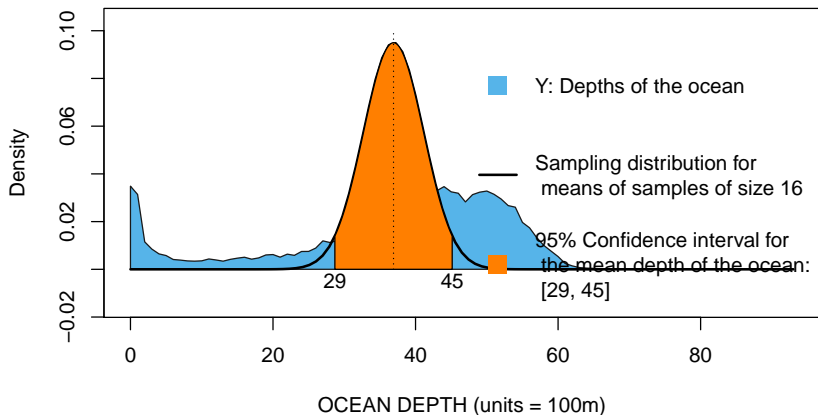 0.10
0.06
0.02
−0.02
Density
Y: Depths of the ocean
Sampling distribution for
means of samples of size 16
95% Confidence interval for
the mean depth of the ocean:
[29, 45]
29
45
0
20
40
60
80
OCEAN DEPTH (units = 100m)